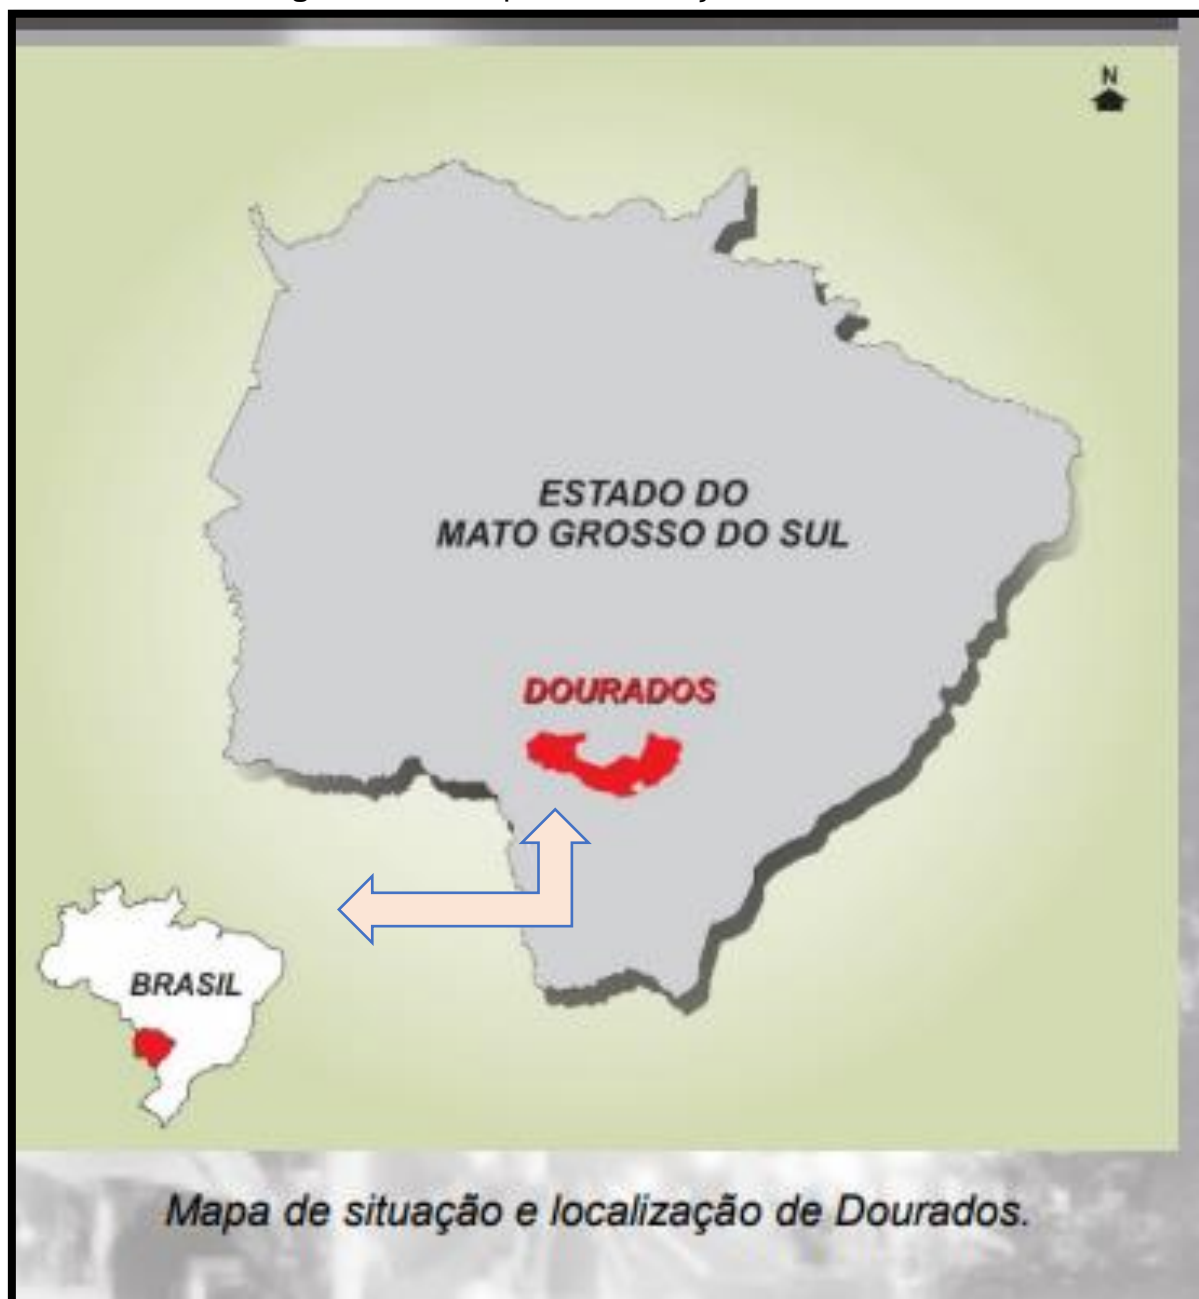 N
ESTADO DO
MATO GROSSO DO SUL
DOURADOS
BRASIL
Mapa de situação e localização de Dourados.